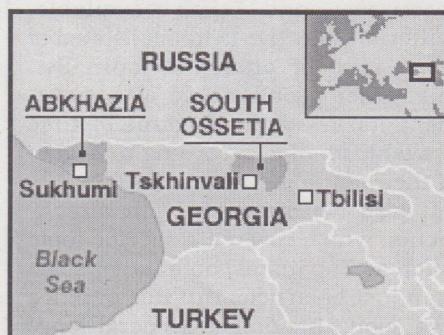 RUSSIA
ABKHAZIA
SOUTH
OSSETIA
Sukhumi
Tskhinvali
Tbilisi
GEORGIA
Black
Sea
TURKEY